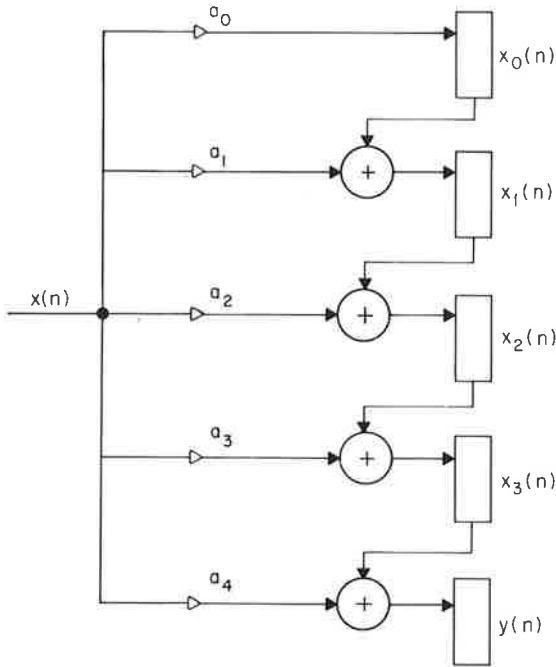 a₀
x₀(n)
a₁
+
x₁(n)
x(n)
a₂
+
x₂(n)
a₃
+
x₃(n)
a₄
+
y(n)